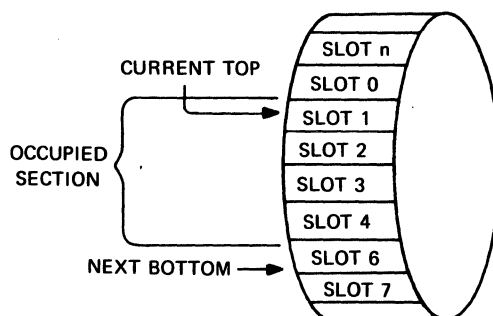 SLOT n
CURRENT TOP
SLOT 0
SLOT 1
OCCUPIED
SECTION
SLOT 2
SLOT 3
SLOT 4
NEXT BOTTOM
SLOT 6
SLOT 7